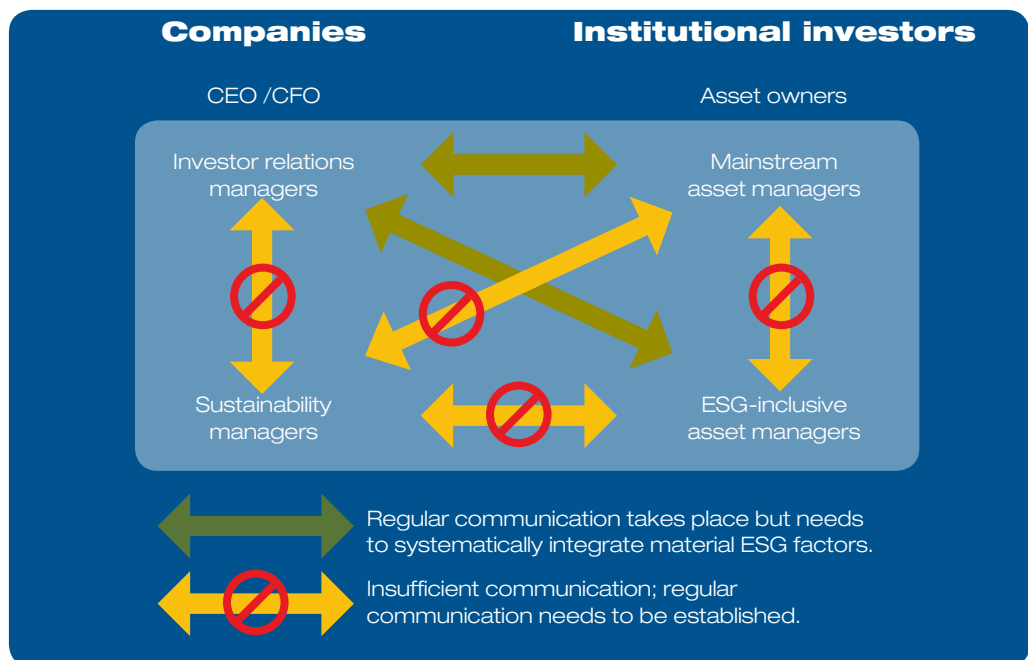 Companies
Institutional investors
CEO /CFO
Asset owners
Investor relations
managers
Mainstream
asset managers
Sustainability
managers
ESG-inclusive
asset managers
Regular communication takes place but needs
to systematically integrate material ESG factors.
Insufficient communication; regular
communication needs to be established.